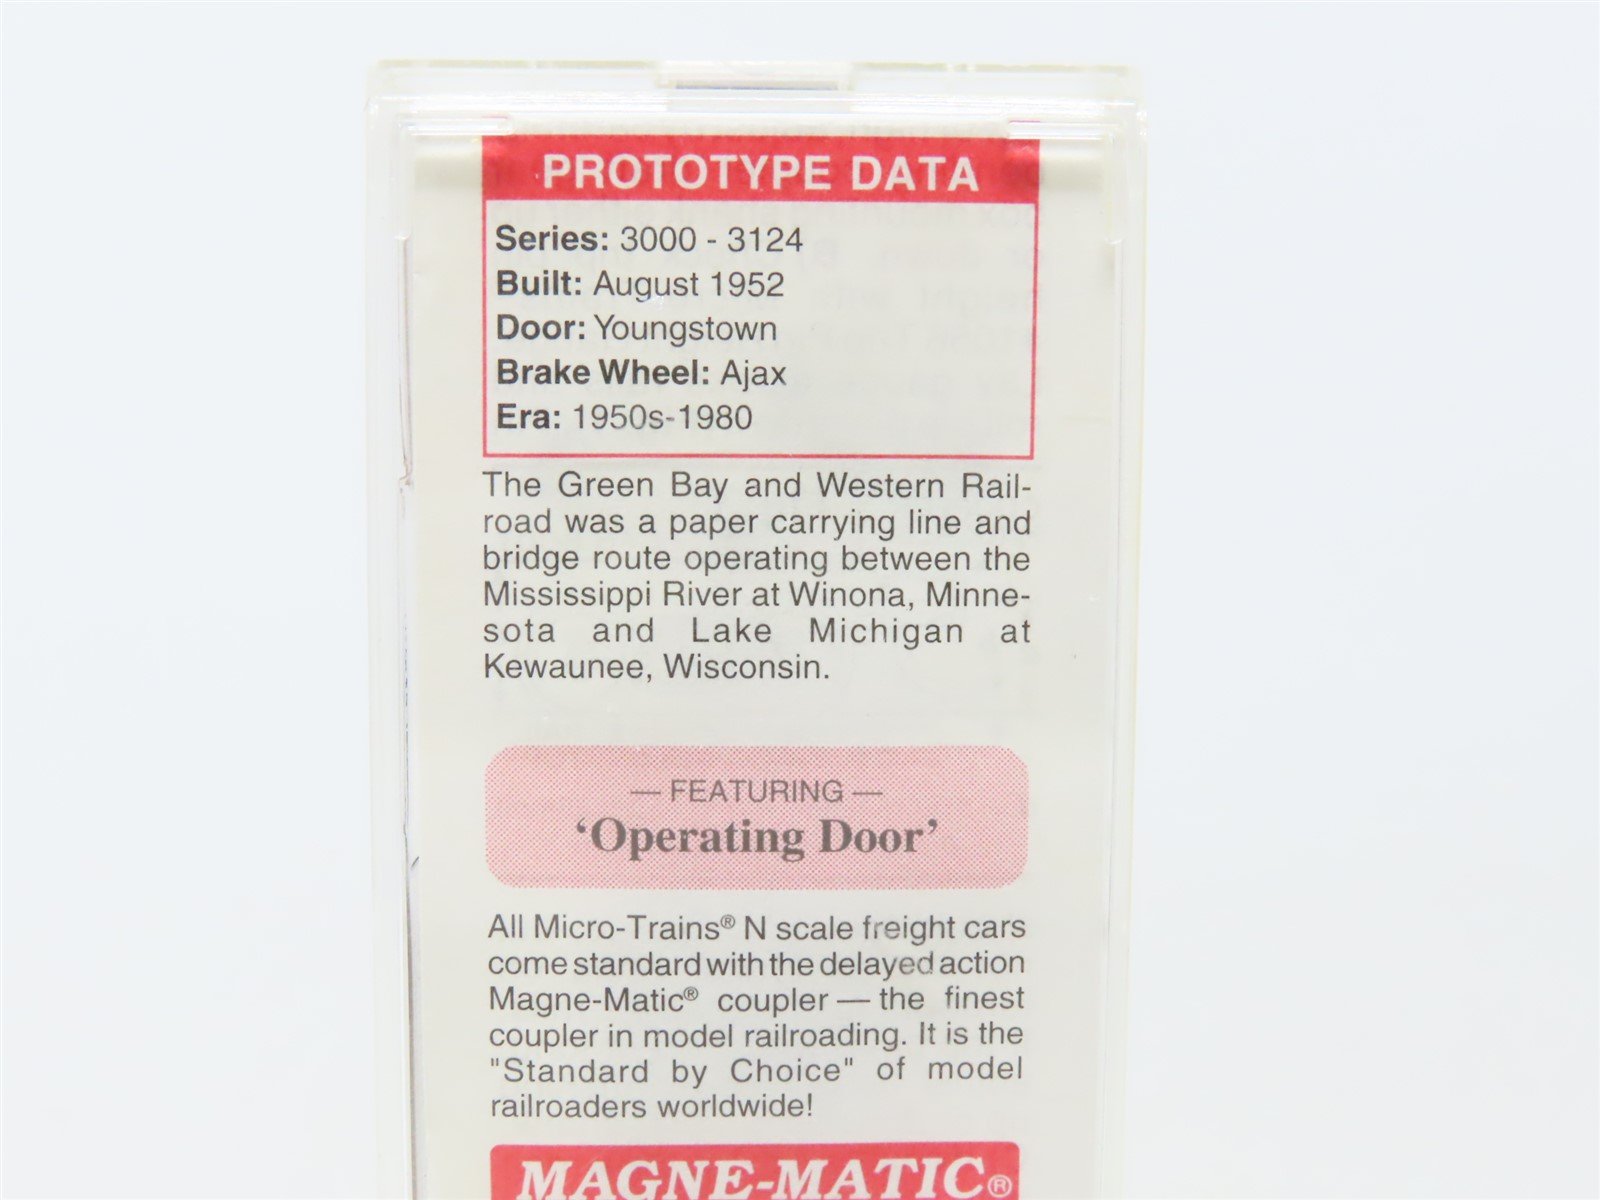 PROTOTYPE DATA
Series: 3000 - 3124
Built: August 1952
Door: Youngstown
Brake Wheel: Ajax
Era: 1950s-1980
The Green Bay and Western Rail-
road was a paper carrying line and
bridge route operating between the
Mississippi River at Winona, Minne-
sota and Lake Michigan at
Kewaunee, Wisconsin.
— FEATURING —
‘Operating Door’
All Micro-Trains® N scale freight cars
come standard with the delayed action
Magne-Matic® coupler — the finest
coupler in model railroading. It is the
"Standard by Choice" of model
railroaders worldwide!
MAGNE-MATIC®